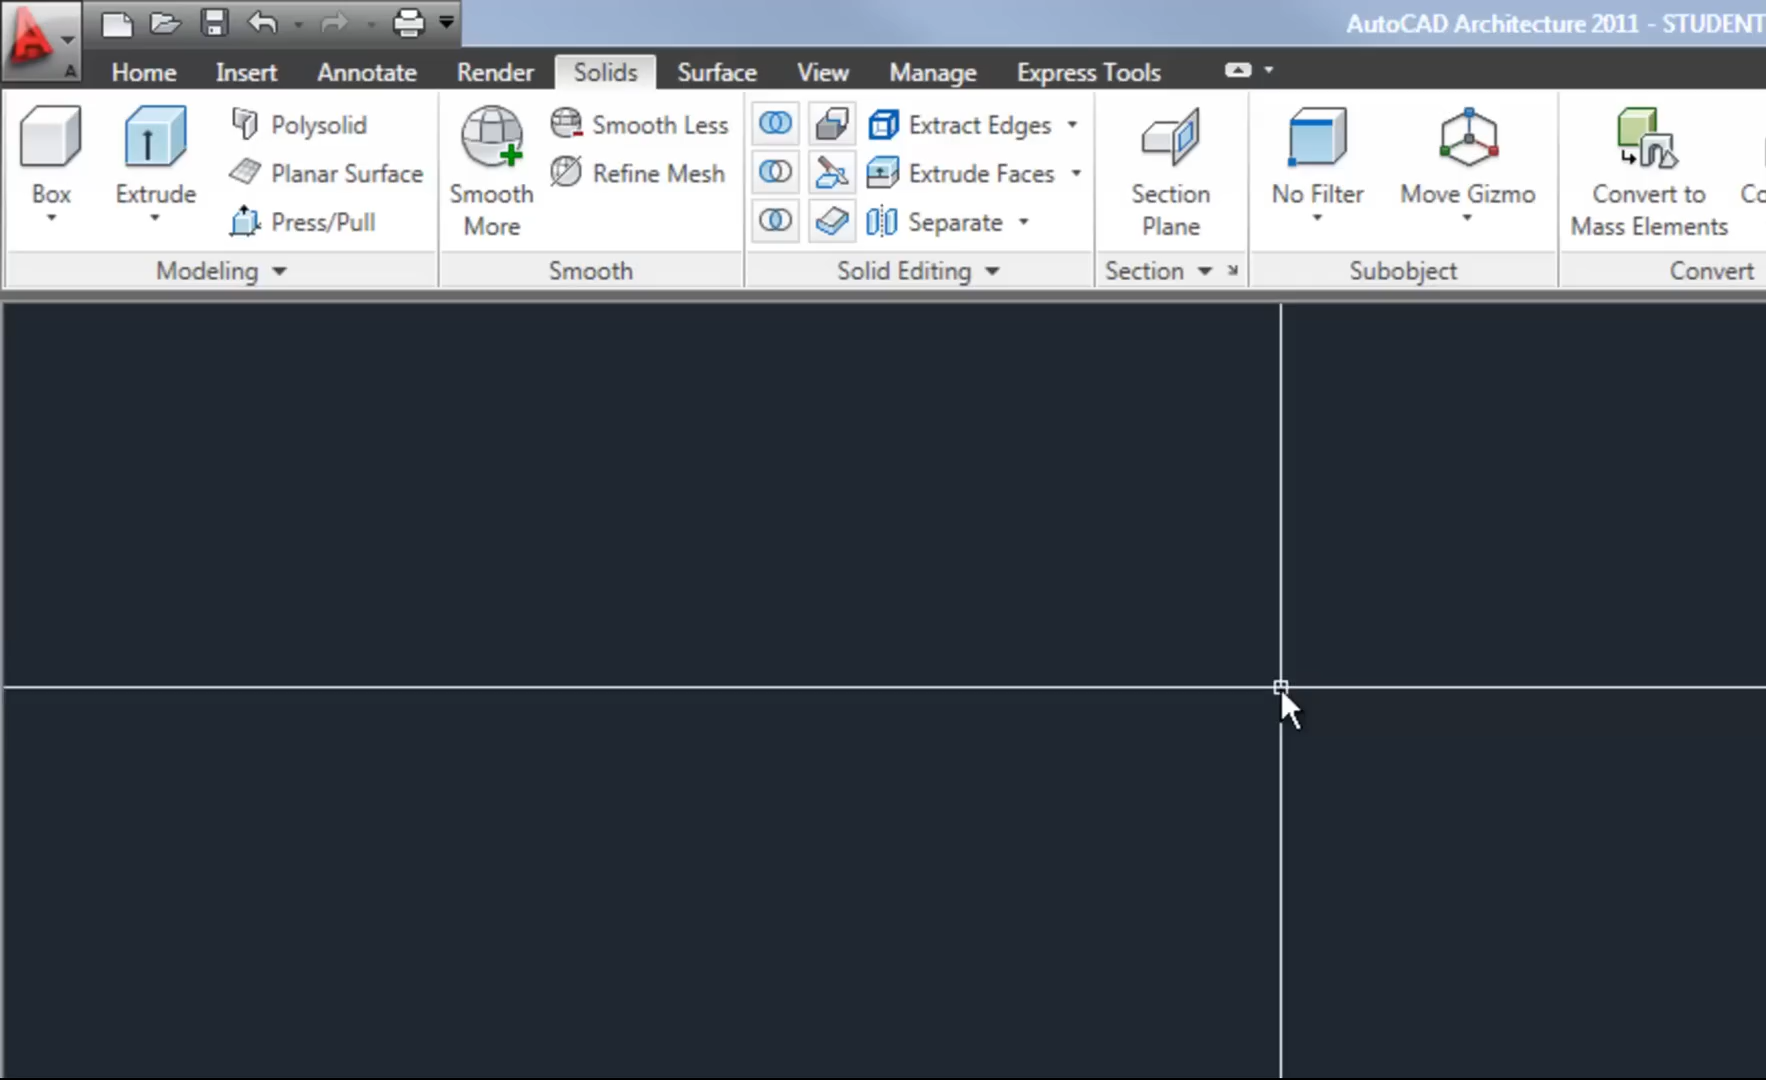 AutoCAD Architecture 2011 - STUDENT
Home Insert Annotate Render Solids Surface View Manage Express Tools
A
Box
Extrude
Polysolid
Planar Surface
Press/Pull
Modeling
Smooth More
Smooth Less
Refine Mesh
Smooth
Extract Edges
Extrude Faces
Separate
Solid Editing
Section
Plane
Section
No Filter
Move Gizmo
Subobject
Convert to
Mass Elements
Co
Convert